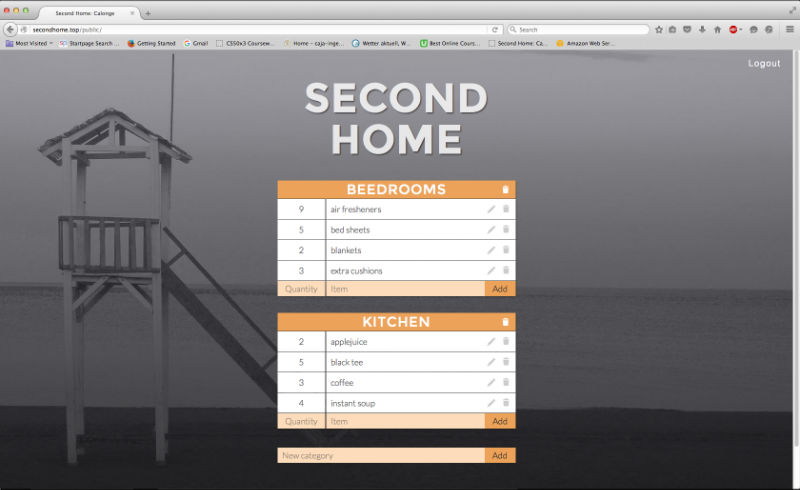 Second Home: Calonge
secondhome.top/public/
Search
Most Visited
Startpage Search ...
Getting Started
Gmail
CS50x3 Coursew...
Home – caja-inge...
Wetter aktuell, W...
Best Online Cours...
Second Home: Ca...
Amazon Web Ser...
Logout
SECOND
HOME
BEEDROOMS
9 air fresheners
5 bed sheets
2 blankets
3 extra cushions
Quantity Item Add
KITCHEN
2 applejuice
5 black tee
3 coffee
4 instant soup
Quantity Item Add
New category Add